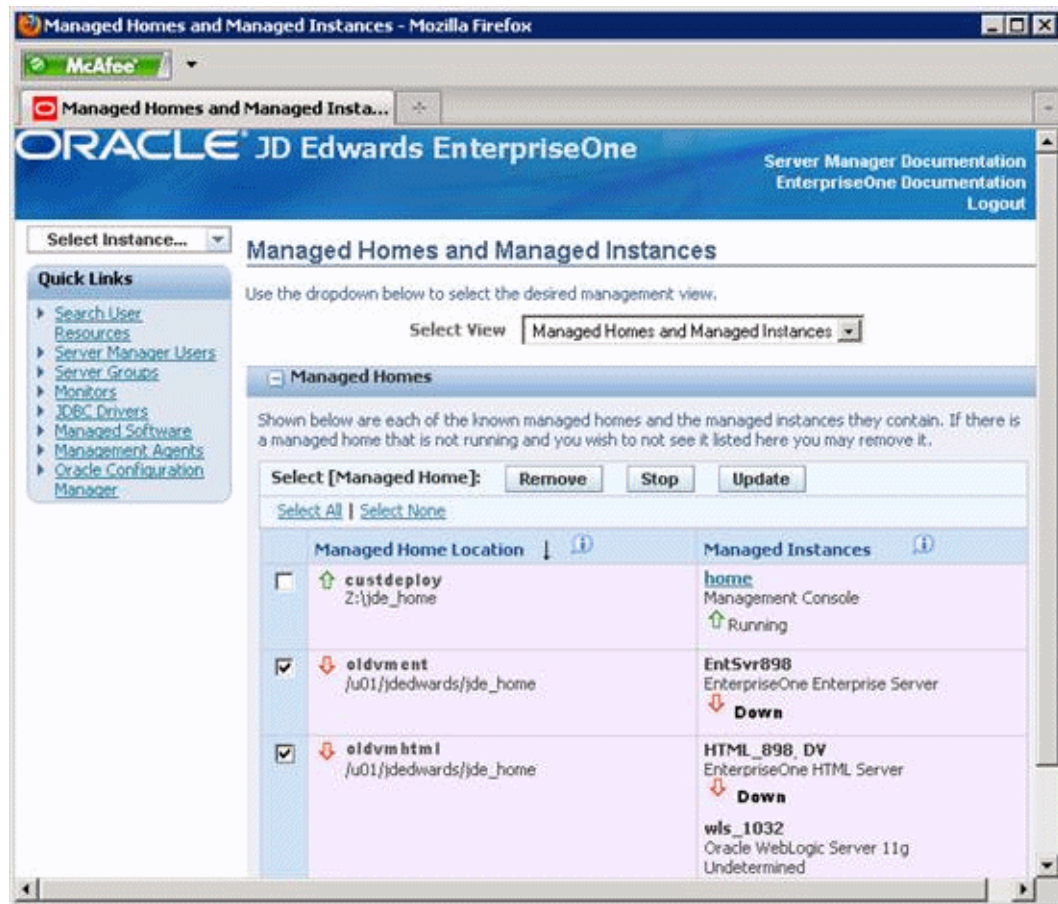 Managed Homes and Managed Instances - Mozilla Firefox
McAfee
Managed Homes and Managed Insta...
ORACLE JD Edwards EnterpriseOne
Server Manager Documentation
EnterpriseOne Documentation
Logout
Select Instance...
Quick Links
Search User
Resources
Server Manager Users
Server Groups
Monitors
JDBC Drivers
Managed Software
Management Agents
Oracle Configuration
Manager
Managed Homes and Managed Instances
Use the dropdown below to select the desired management view.
Select View Managed Homes and Managed Instances
Managed Homes
Shown below are each of the known managed homes and the managed instances they contain. If there is
a managed home that is not running and you wish to not see it listed here you may remove it.
Select [Managed Home]: Remove Stop Update
Select All | Select None
Managed Home Location Managed Instances
custdeploy
Z:\jde_home
home
Management Console
Running
oldvment
/u01/jdedwards/jde_home
EntSvr898
EnterpriseOne Enterprise Server
Down
oldvmhtml
/u01/jdedwards/jde_home
HTML_898_DV
EnterpriseOne HTML Server
Down
wls_1032
Oracle WebLogic Server 11g
Undetermined